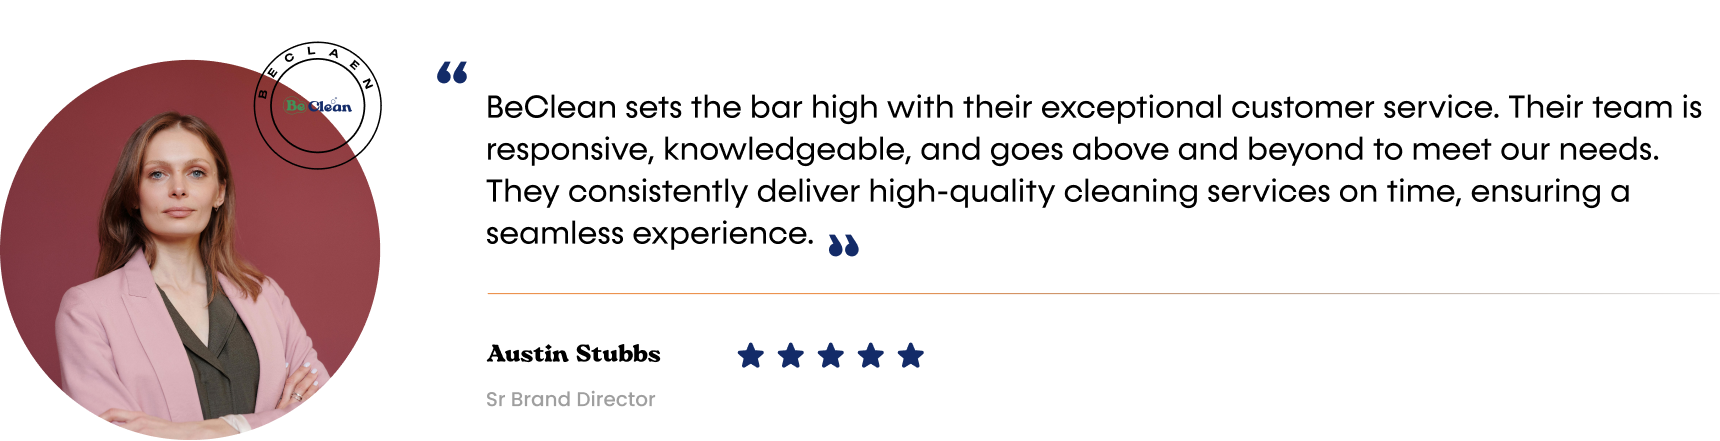 BECLAEN
BeClean
“
BeClean sets the bar high with their exceptional customer service. Their team is
responsive, knowledgeable, and goes above and beyond to meet our needs.
They consistently deliver high-quality cleaning services on time, ensuring a
seamless experience. ”
Austin Stubbs
Sr Brand Director